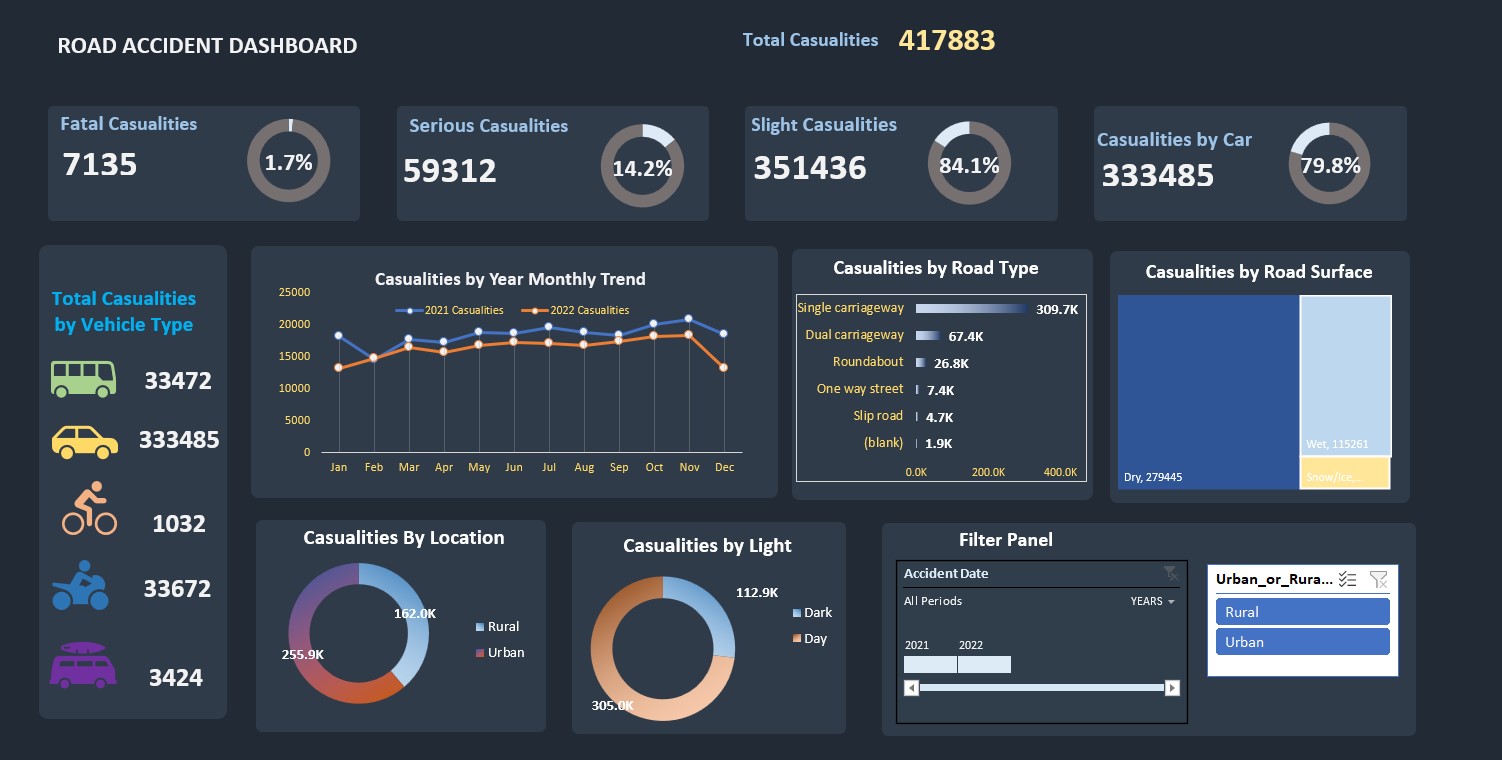 ROAD ACCIDENT DASHBOARD
Total Casualities 417883
Fatal Casualities
7135
1.7%
Serious Casualities
59312
14.2%
Slight Casualities
351436
84.1%
Casualities by Car
333485
79.8%
Total Casualities
by Vehicle Type
33472
333485
1032
33672
3424
Casualities by Year Monthly Trend
2021 Casualities
2022 Casualities
25000
20000
15000
10000
5000
0
Jan Feb Mar Apr May Jun Jul Aug Sep Oct Nov Dec
Casualities by Road Type
Single carriageway 309.7K
Dual carriageway 67.4K
Roundabout 26.8K
One way street 7.4K
Slip road 4.7K
(blank) 1.9K
0.0K 200.0K 400.0K
Casualities by Road Surface
Dry, 279445
Wet, 115261
Snow/Ice,...
Casualities By Location
162.0K
255.9K
Rural
Urban
Casualities by Light
112.9K
305.0K
Dark
Day
Filter Panel
Accident Date
All Periods YEARS
2021 2022
Urban_or_Rura...
Rural
Urban